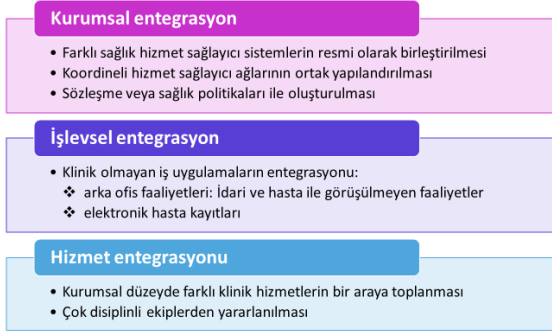 Kurumsal entegrasyon
• Farklı sağlık hizmet sağlayıcı sistemlerin resmi olarak birleştirilmesi
• Koordineli hizmet sağlayıcı ağlarının ortak yapılandırılması
• Sözleşme veya sağlık politikaları ile oluşturulması
İşlevsel entegrasyon
• Klinik olmayan iş uygulamaların entegrasyonu:
❖ arka ofis faaliyetleri: İdari ve hasta ile görüşülmeyen faaliyetler
❖ elektronik hasta kayıtları
Hizmet entegrasyonu
• Kurumsal düzeyde farklı klinik hizmetlerin bir araya toplanması
• Çok disiplinli ekiplerden yararlanılması